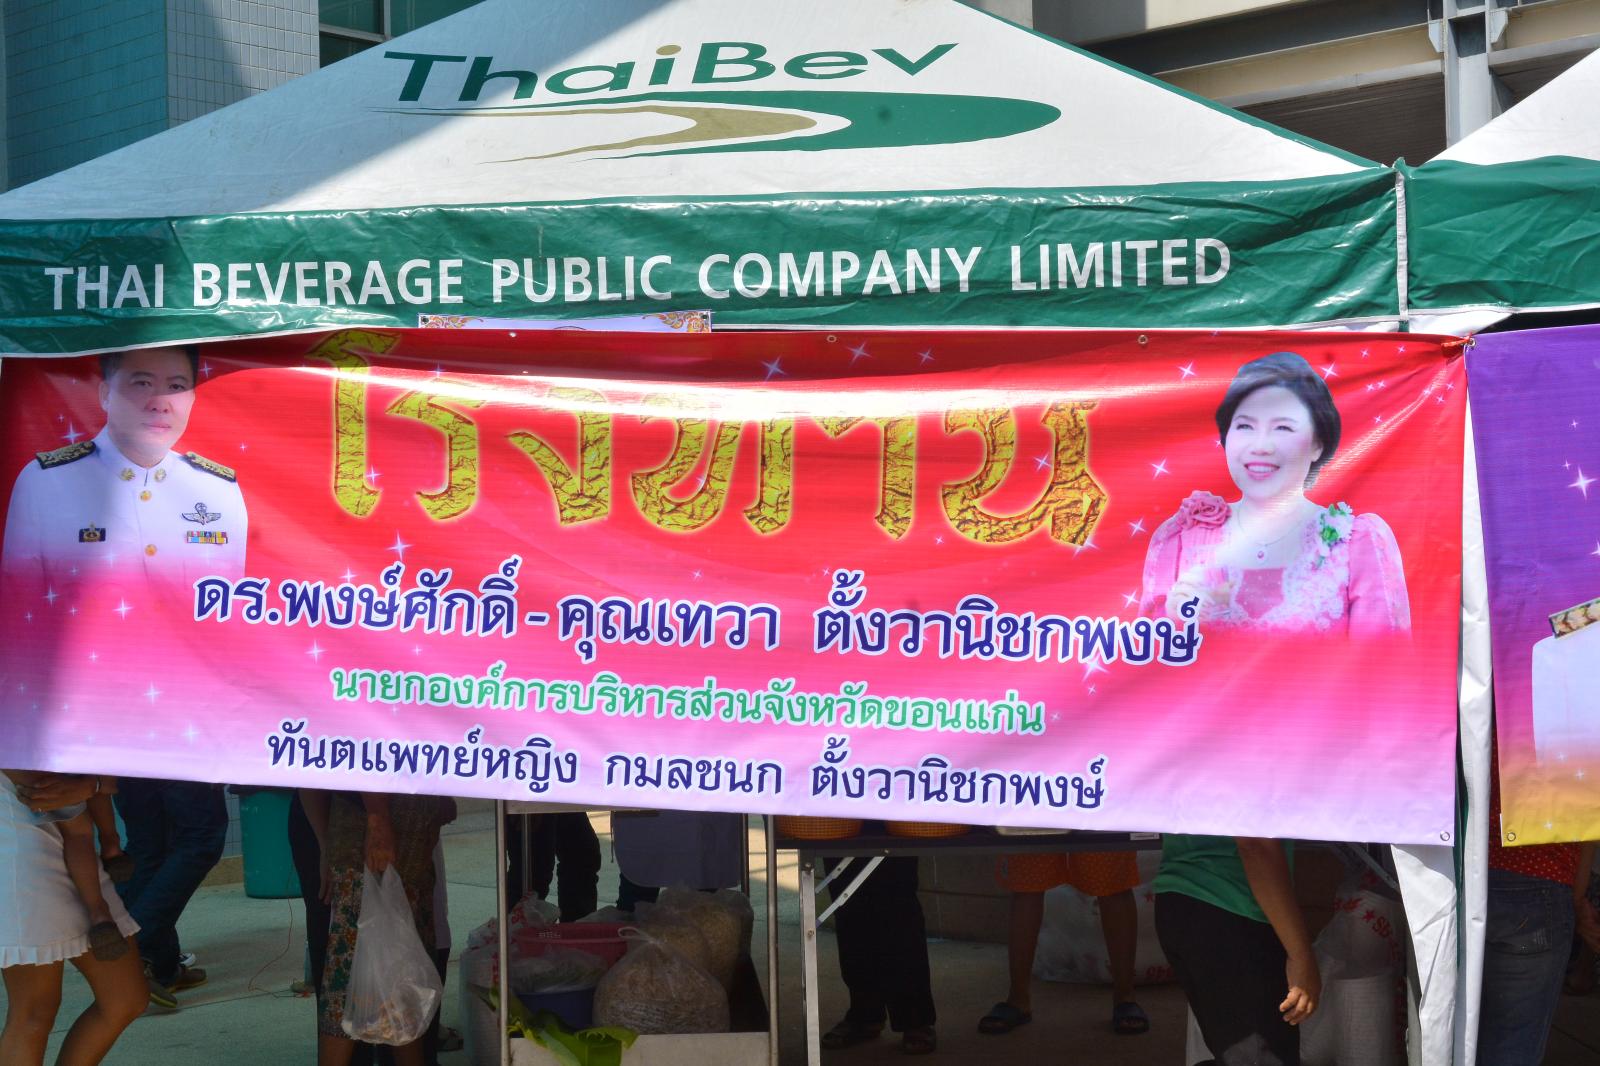 ThaiBev
THAI BEVERAGE PUBLIC COMPANY LIMITED
โรงทาน
ดร.พงษ์ศักดิ์ - คุณเทวา ตั้งวานิชกพงษ์
นายกองค์การบริหารส่วนจังหวัดขอนแก่น
ทันตแพทย์หญิง กมลชนก ตั้งวานิชกพงษ์